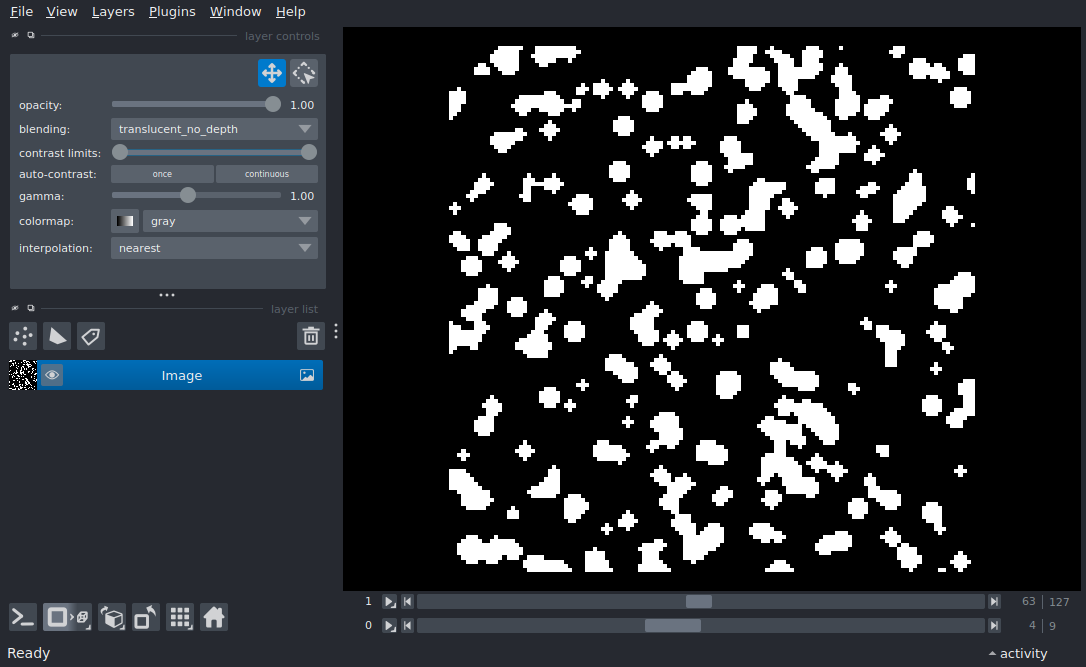 File View Layers Plugins Window Help
layer controls
opacity: 1.00
blending: translucent_no_depth
contrast limits:
auto-contrast: once continuous
gamma: 1.00
colormap: gray
interpolation: nearest
layer list
Image
1 63 127
0 4 9
Ready activity